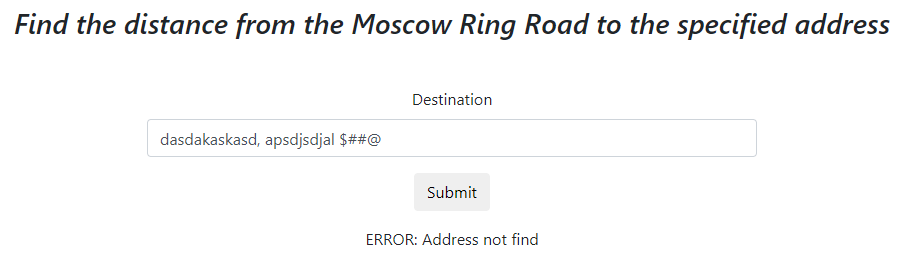 Find the distance from the Moscow Ring Road to the specified address
Destination
dasdakaskasd, apsdjsdjal $##@
Submit
ERROR: Address not find